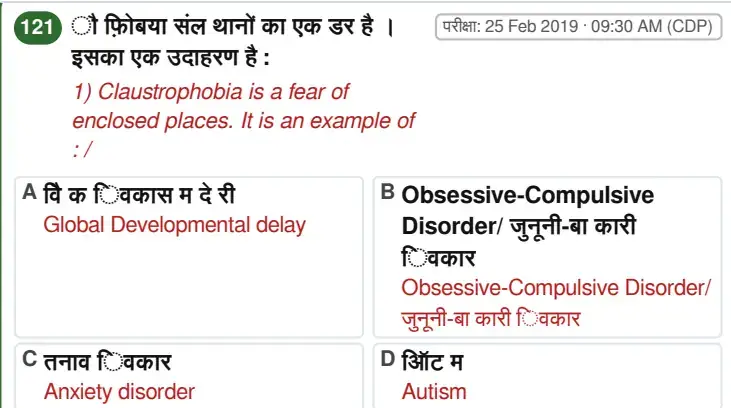 121 ौ फ़ोिबया संल थानों का एक डर है ।
परीक्षा: 25 Feb 2019 · 09:30 AM (CDP)
इसका एक उदाहरण है :
1) Claustrophobia is a fear of
enclosed places. It is an example of
: /
A वै क िवकास म दे री
Global Developmental delay
B Obsessive-Compulsive
Disorder/ जुनूनी-बा कारी
िवकार
Obsessive-Compulsive Disorder/
जुनूनी-बा कारी िवकार
C तनाव िवकार
Anxiety disorder
D ऑिट म
Autism